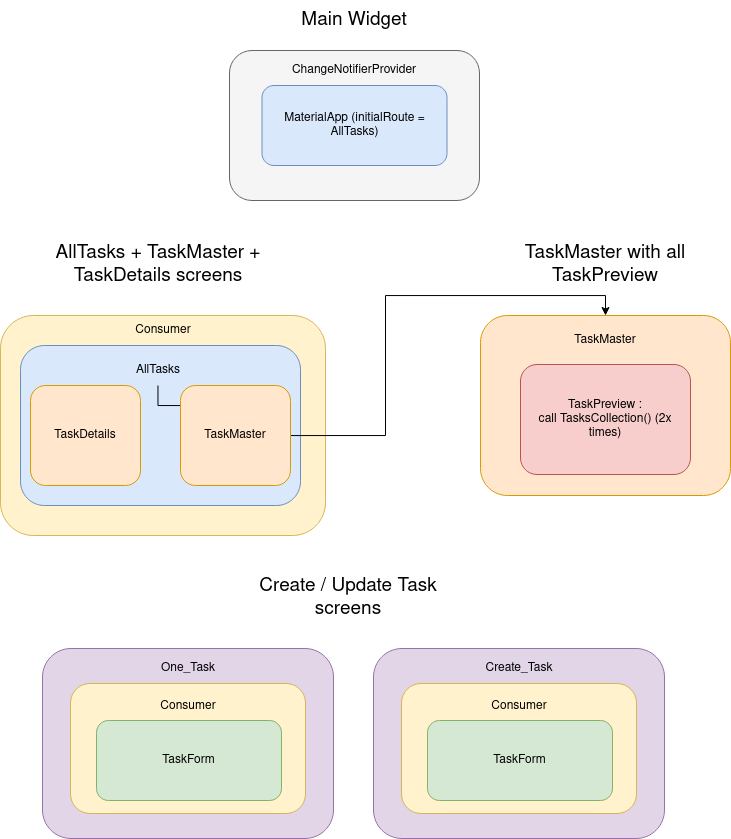 Main Widget
ChangeNotifierProvider
MaterialApp (initialRoute =
AllTasks)
AllTasks + TaskMaster +
TaskDetails screens
TaskMaster with all
TaskPreview
Consumer
AllTasks
TaskDetails
TaskMaster
TaskMaster
TaskPreview :
call TasksCollection() (2x
times)
Create / Update Task
screens
One_Task
Consumer
TaskForm
Create_Task
Consumer
TaskForm